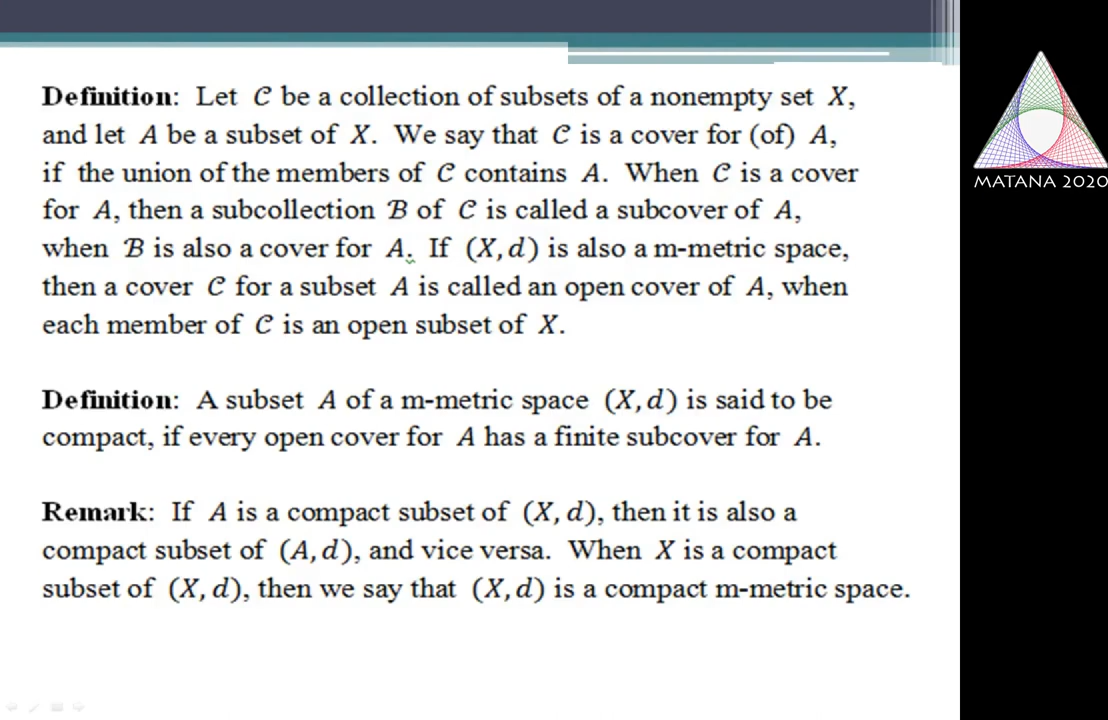 Definition: Let 𝒞 be a collection of subsets of a nonempty set X,
and let A be a subset of X. We say that 𝒞 is a cover for (of) A,
if the union of the members of 𝒞 contains A. When 𝒞 is a cover
for A, then a subcollection ℬ of 𝒞 is called a subcover of A,
when ℬ is also a cover for A. If (X, d) is also a m-metric space,
then a cover 𝒞 for a subset A is called an open cover of A, when
each member of 𝒞 is an open subset of X.
Definition: A subset A of a m-metric space (X, d) is said to be
compact, if every open cover for A has a finite subcover for A.
Remark: If A is a compact subset of (X, d), then it is also a
compact subset of (A, d), and vice versa. When X is a compact
subset of (X, d), then we say that (X, d) is a compact m-metric space.
MATANA 2020